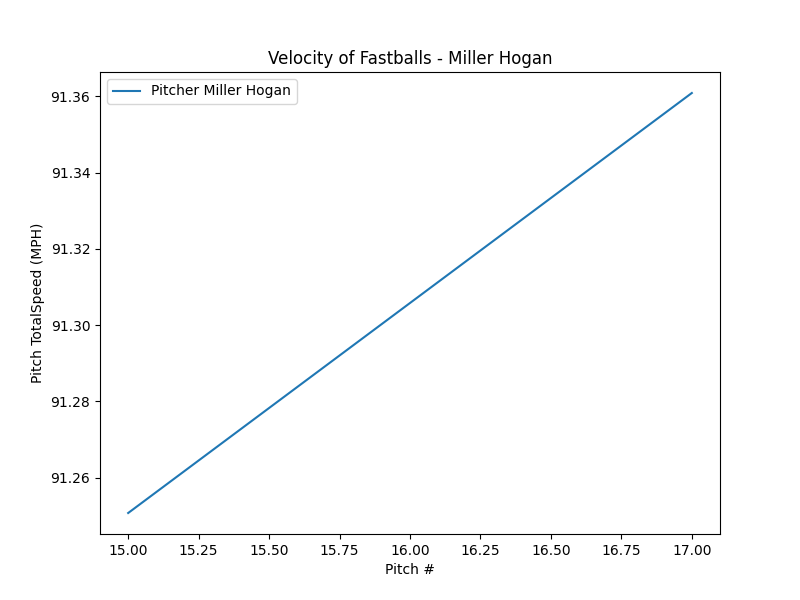 Velocity of Fastballs - Miller Hogan
Pitcher Miller Hogan
91.36
91.34
91.32
91.30
91.28
91.26
Pitch TotalSpeed (MPH)
15.00 15.25 15.50 15.75 16.00 16.25 16.50 16.75 17.00
Pitch #